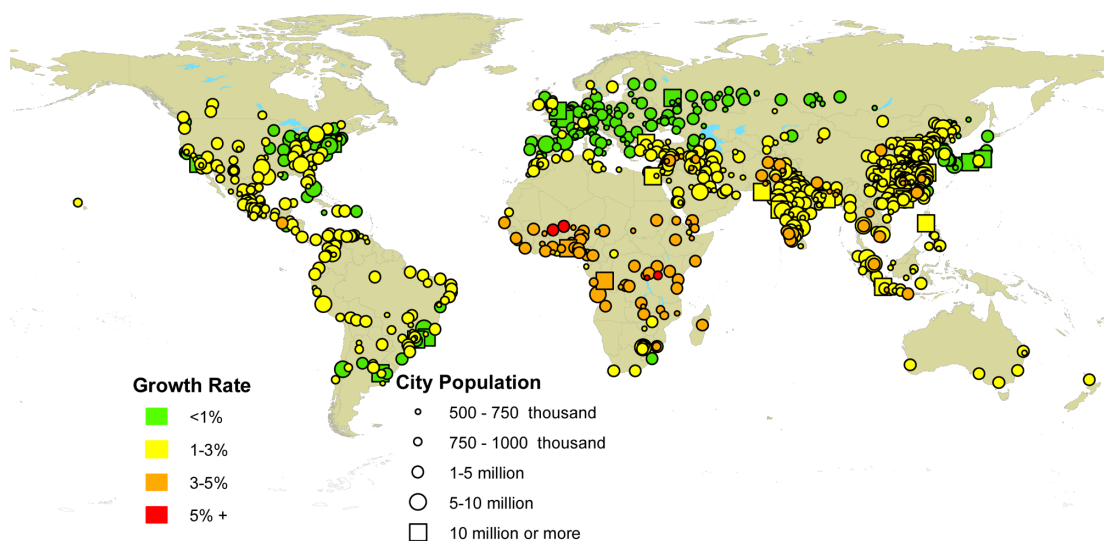 Growth Rate
<1%
1-3%
3-5%
5% +
City Population
500 - 750 thousand
750 - 1000 thousand
1-5 million
5-10 million
10 million or more